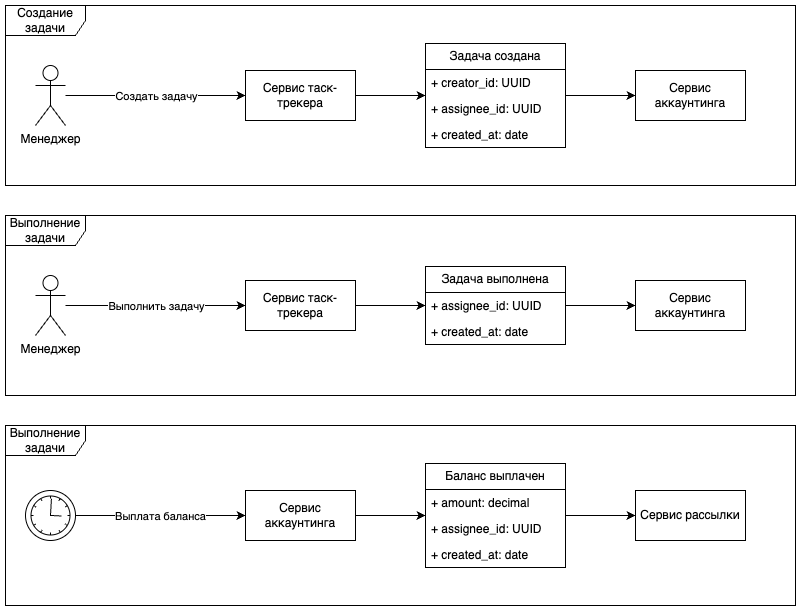 Создание
задачи
Менеджер
Создать задачу
Сервис таск-
трекера
Задача создана
+ creator_id: UUID
+ assignee_id: UUID
+ created_at: date
Сервис
аккаунтинга
Выполнение
задачи
Менеджер
Выполнить задачу
Сервис таск-
трекера
Задача выполнена
+ assignee_id: UUID
+ created_at: date
Сервис
аккаунтинга
Выполнение
задачи
Выплата баланса
Сервис
аккаунтинга
Баланс выплачен
+ amount: decimal
+ assignee_id: UUID
+ created_at: date
Сервис рассылки